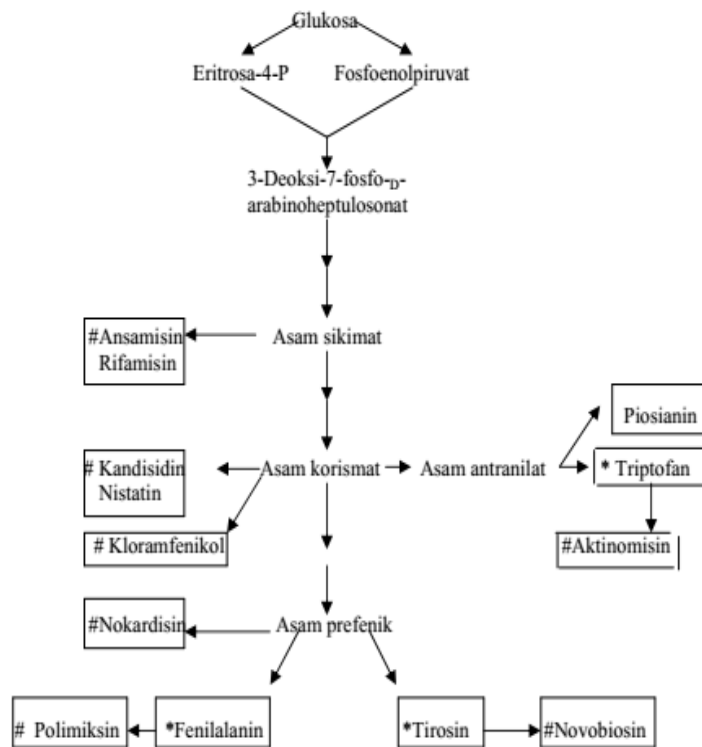 Glukosa
Eritrosa-4-P
Fosfoenolpiruvat
3-Deoksi-7-fosfo-D-
arabinoheptulosonat
#Ansamisin
Rifamisin
Asam sikimat
Piosianin
# Kandisidin
Nistatin
Asam korismat
Asam antranilat
* Triptofan
# Kloramfenikol
#Aktinomisin
#Nokardisin
Asam prefenik
# Polimiksin
*Fenilalanin
*Tirosin
#Novobiosin